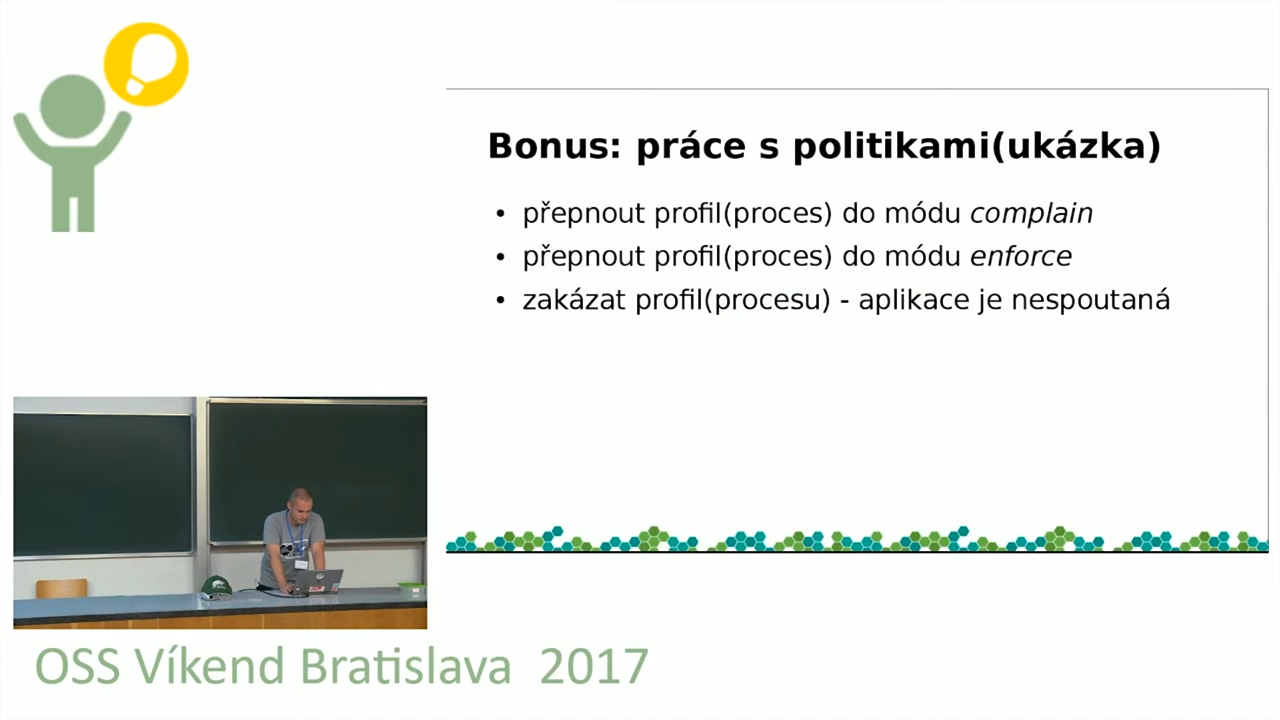 Bonus: práce s politikami(ukázka)
• přepnout profil(proces) do módu complain
• přepnout profil(proces) do módu enforce
• zakázat profil(procesu) - aplikace je nespoutaná
OSS Víkend Bratislava 2017